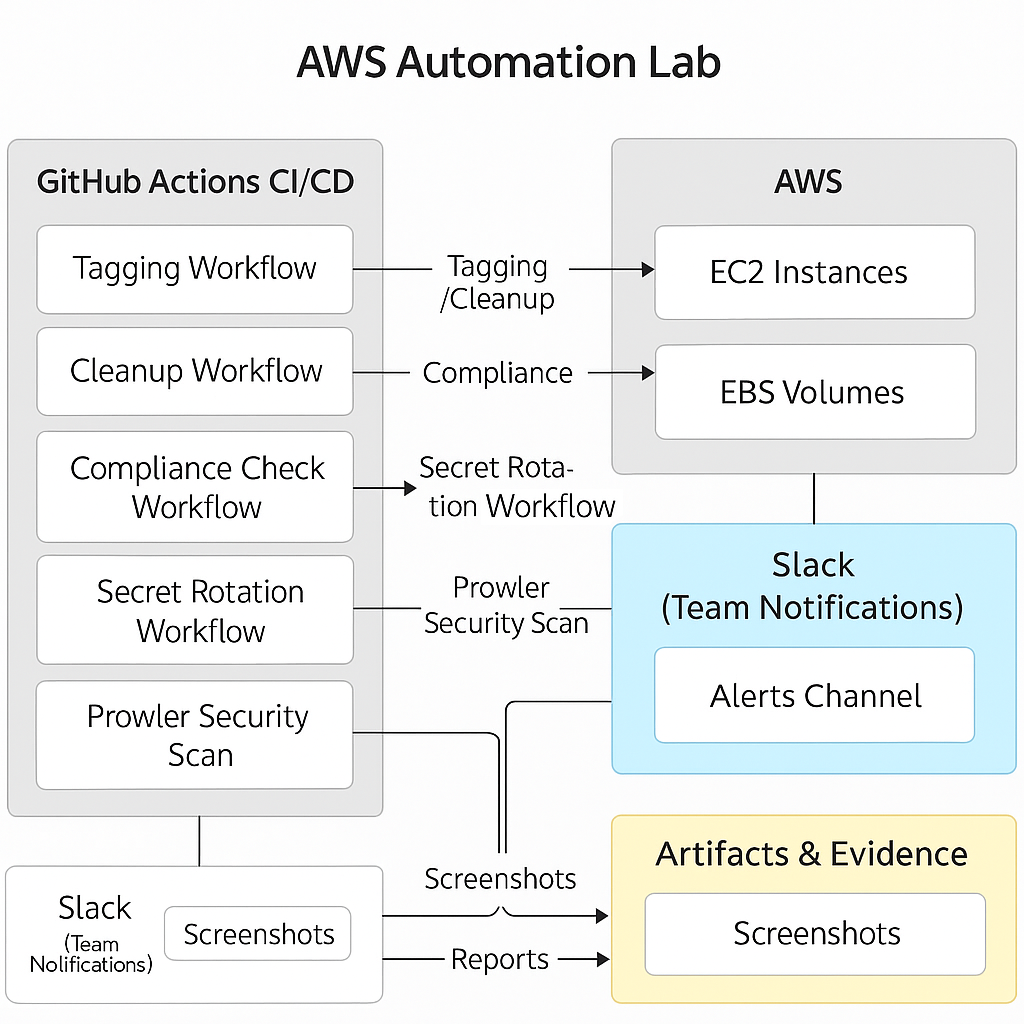 AWS Automation Lab
GitHub Actions CI/CD
Tagging Workflow
Cleanup Workflow
Compliance Check
Workflow
Secret Rotation
Workflow
Prowler Security
Scan
Tagging
/Cleanup
Compliance
Secret Rota-
tion Workflow
Prowler
Security Scan
AWS
EC2 Instances
EBS Volumes
Slack
(Team Notifications)
Alerts Channel
Slack
(Team
Nolifications)
Screenshots
Screenshots
Reports
Artifacts & Evidence
Screenshots